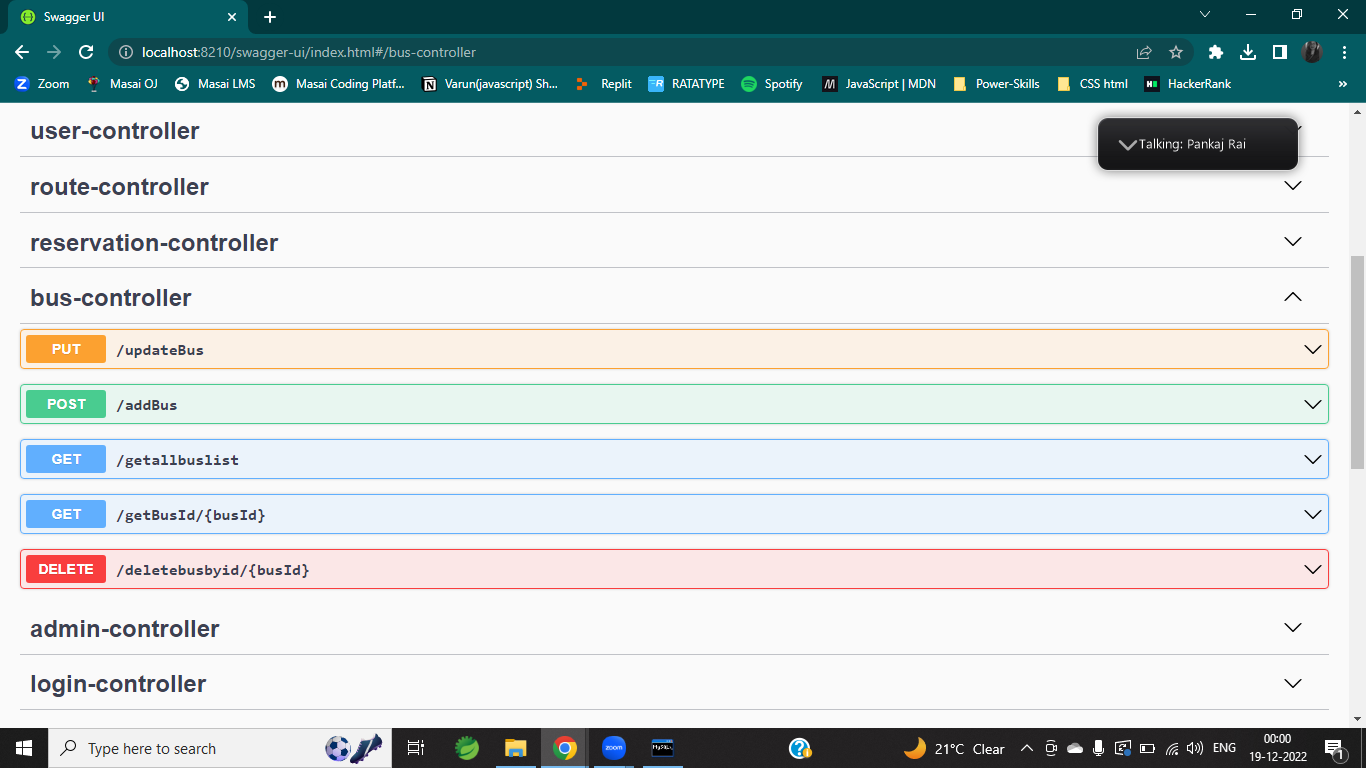 Swagger UI
localhost:8210/swagger-ui/index.html#/bus-controller
Zoom
Masai OJ
Masai LMS
m
Masai Coding Platf...
Varun(javascript) Sh...
Replit
RATATYPE
Spotify
JavaScript | MDN
Power-Skills
CSS html
HackerRank
»
user-controller
Talking: Pankaj Rai
route-controller
reservation-controller
bus-controller
PUT /updateBus
POST /addBus
GET /getallbuslist
GET /getBusId/{busId}
DELETE /deletebusbyid/{busId}
admin-controller
login-controller
Type here to search
zoom
21°C Clear
ENG
00:00
19-12-2022
1